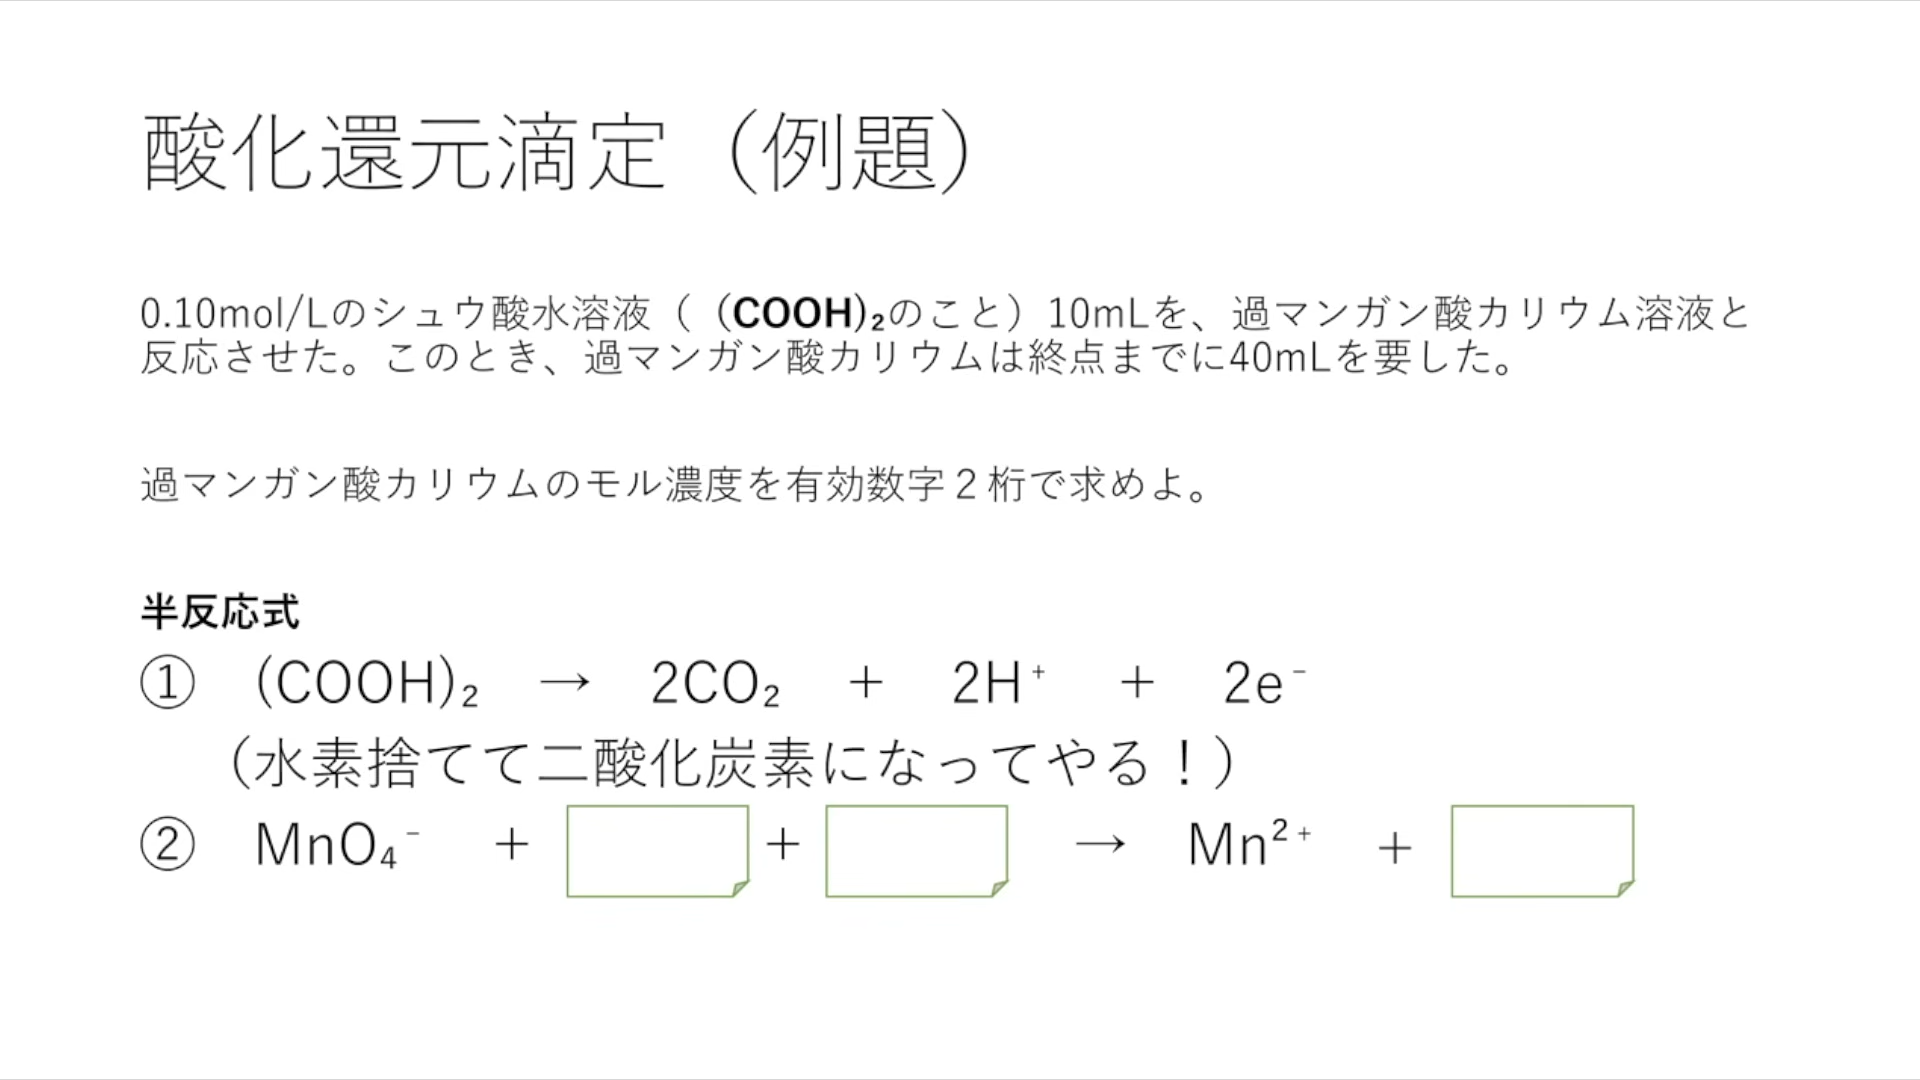 酸化還元滴定（例題）
0.10mol/Lのシュウ酸水溶液（（COOH)₂のこと）10mLを、過マンガン酸カリウム溶液と
反応させた。このとき、過マンガン酸カリウムは終点までに40mLを要した。
過マンガン酸カリウムのモル濃度を有効数字２桁で求めよ。
半反応式
① (COOH)₂ → 2CO₂ + 2H⁺ + 2e⁻
（水素捨てて二酸化炭素になってやる！）
② MnO₄⁻ + + → Mn²⁺ +